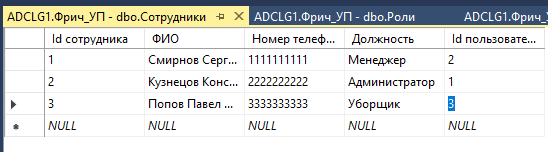 ADCLG1.Фрич_УП - dbo.Сотрудники ADCLG1.Фрич_УП - dbo.Роли ADCLG1.Фрич_У
Id сотрудника ФИО Номер телеф... Должность Id пользовате...
1 Смирнов Серг... 1111111111 Менеджер 2
2 Кузнецов Конс... 2222222222 Администратор 1
3 Попов Павел ... 3333333333 Уборщик 3
NULL NULL NULL NULL NULL